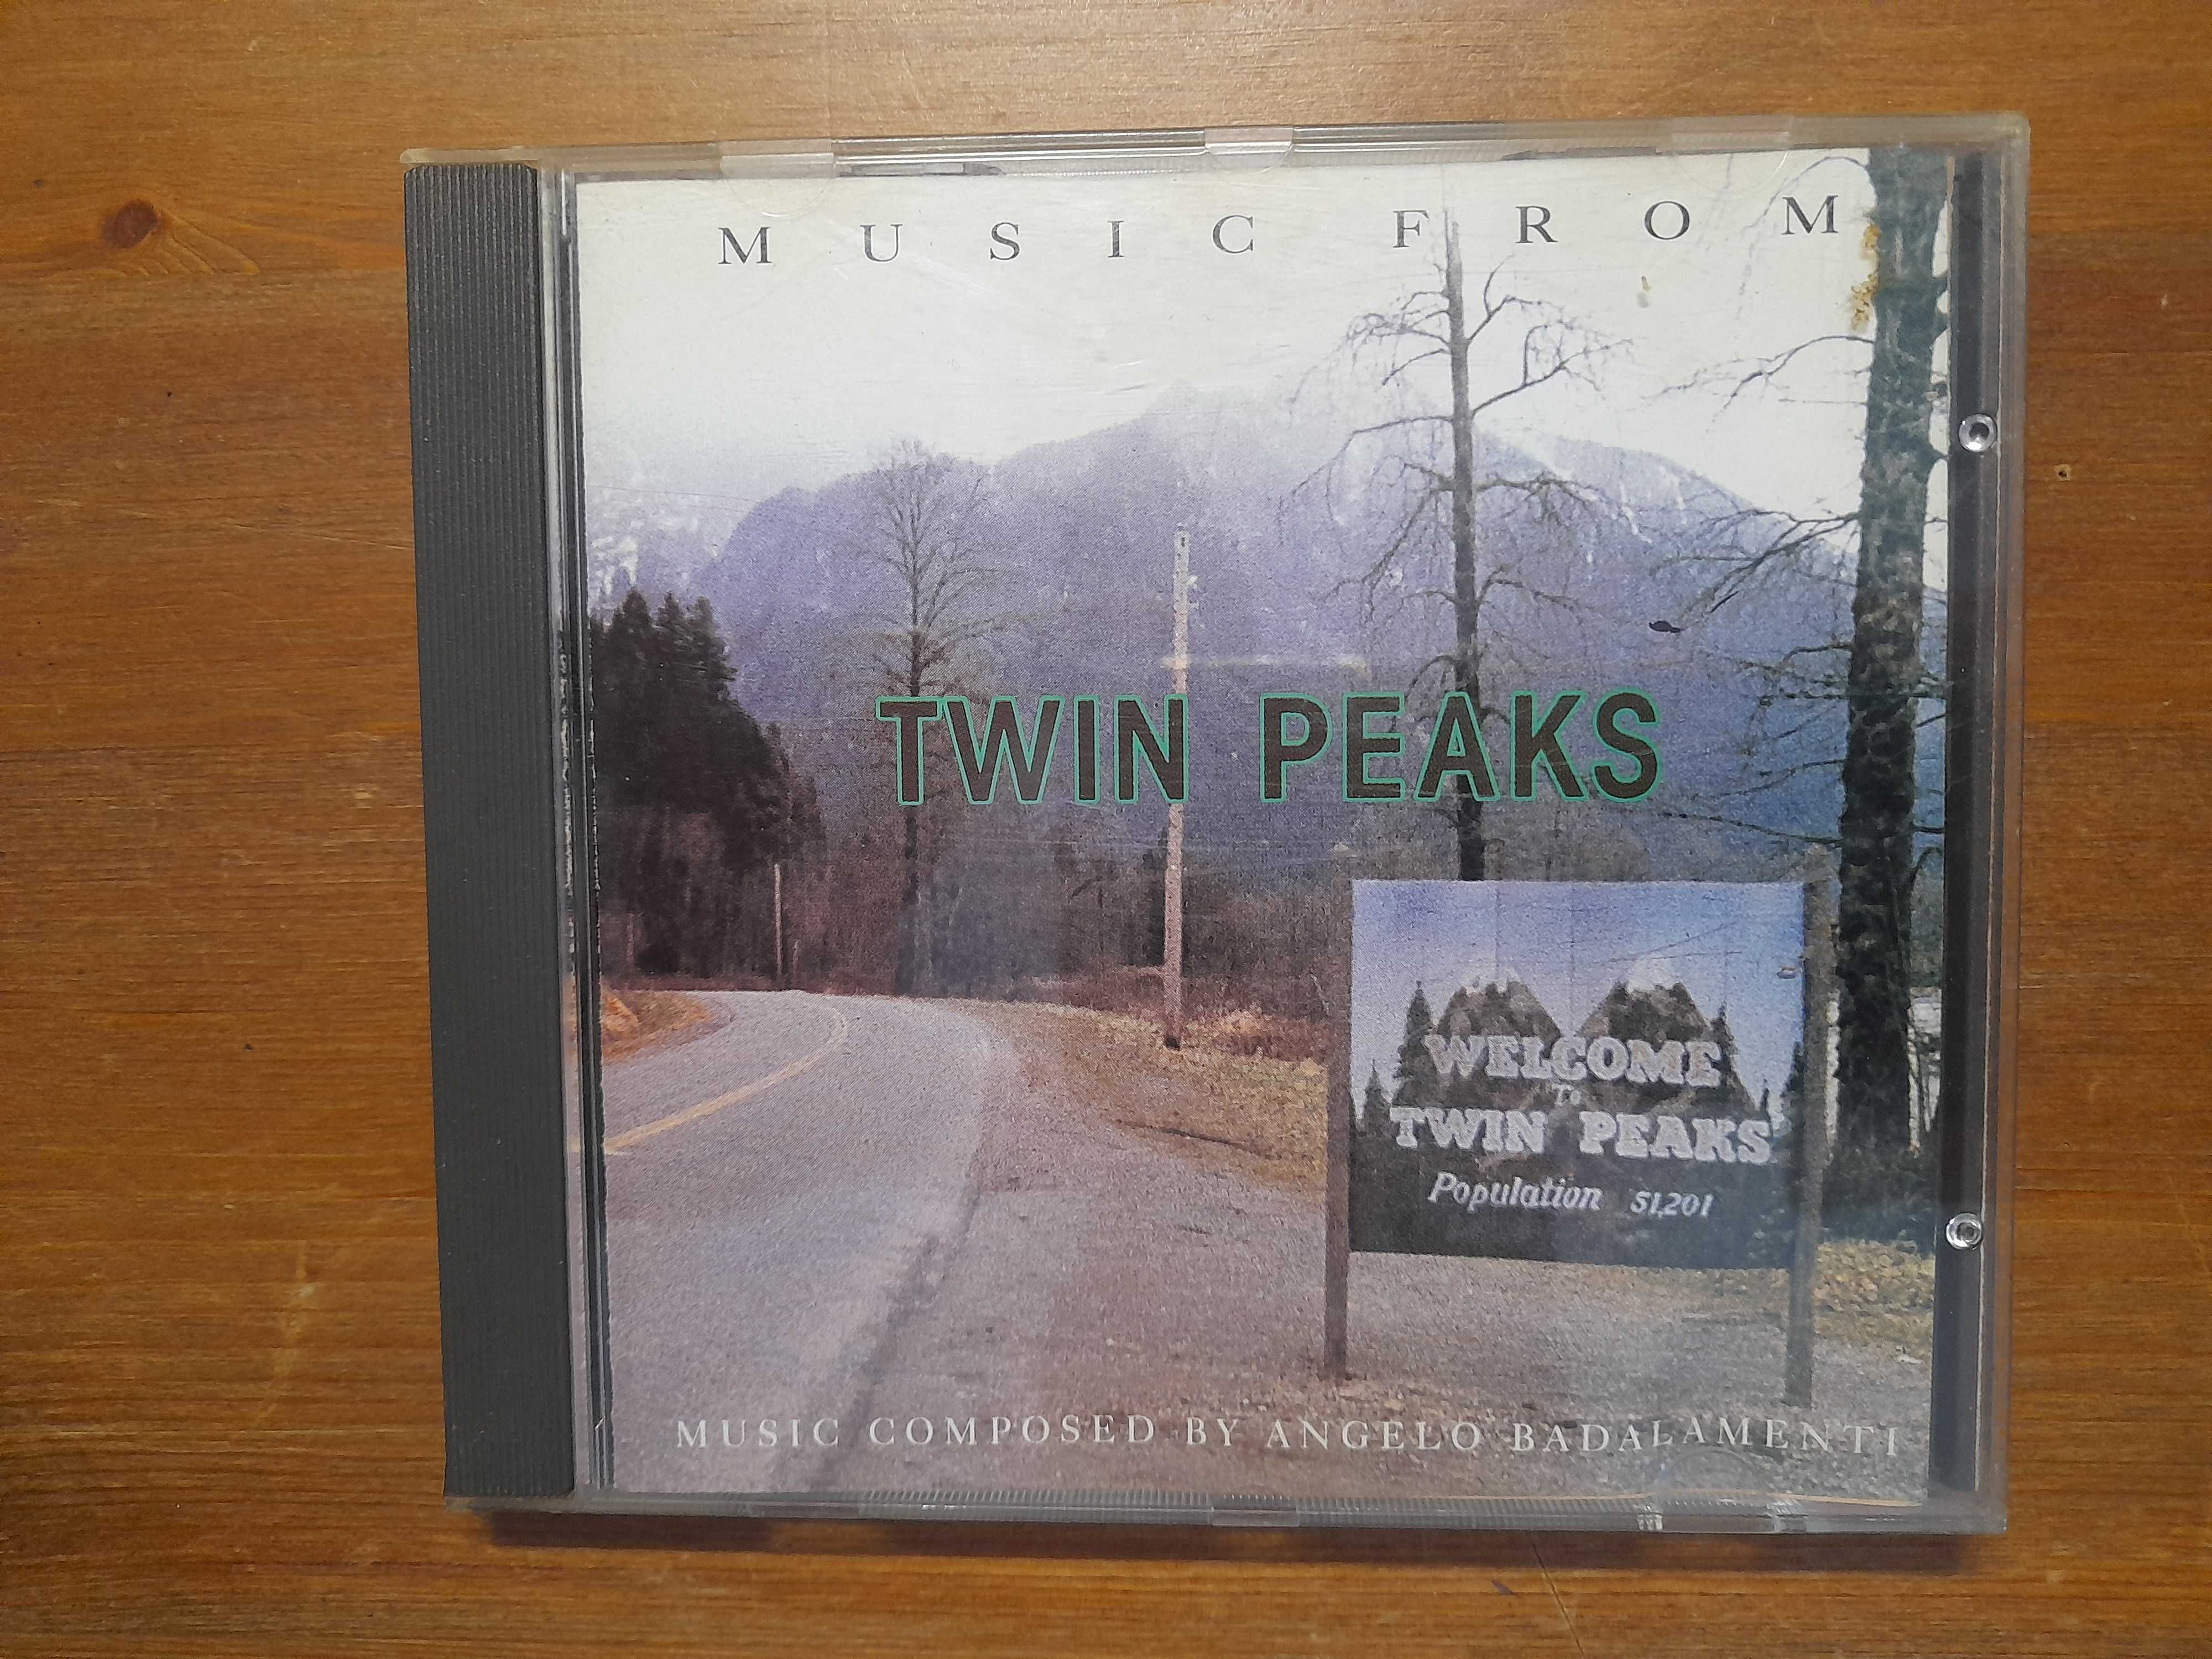 MUSIC FROM
TWIN PEAKS
WELCOME
To
TWIN PEAKS
Population 51,201
MUSIC COMPOSED BY ANGELO BADALAMENTI